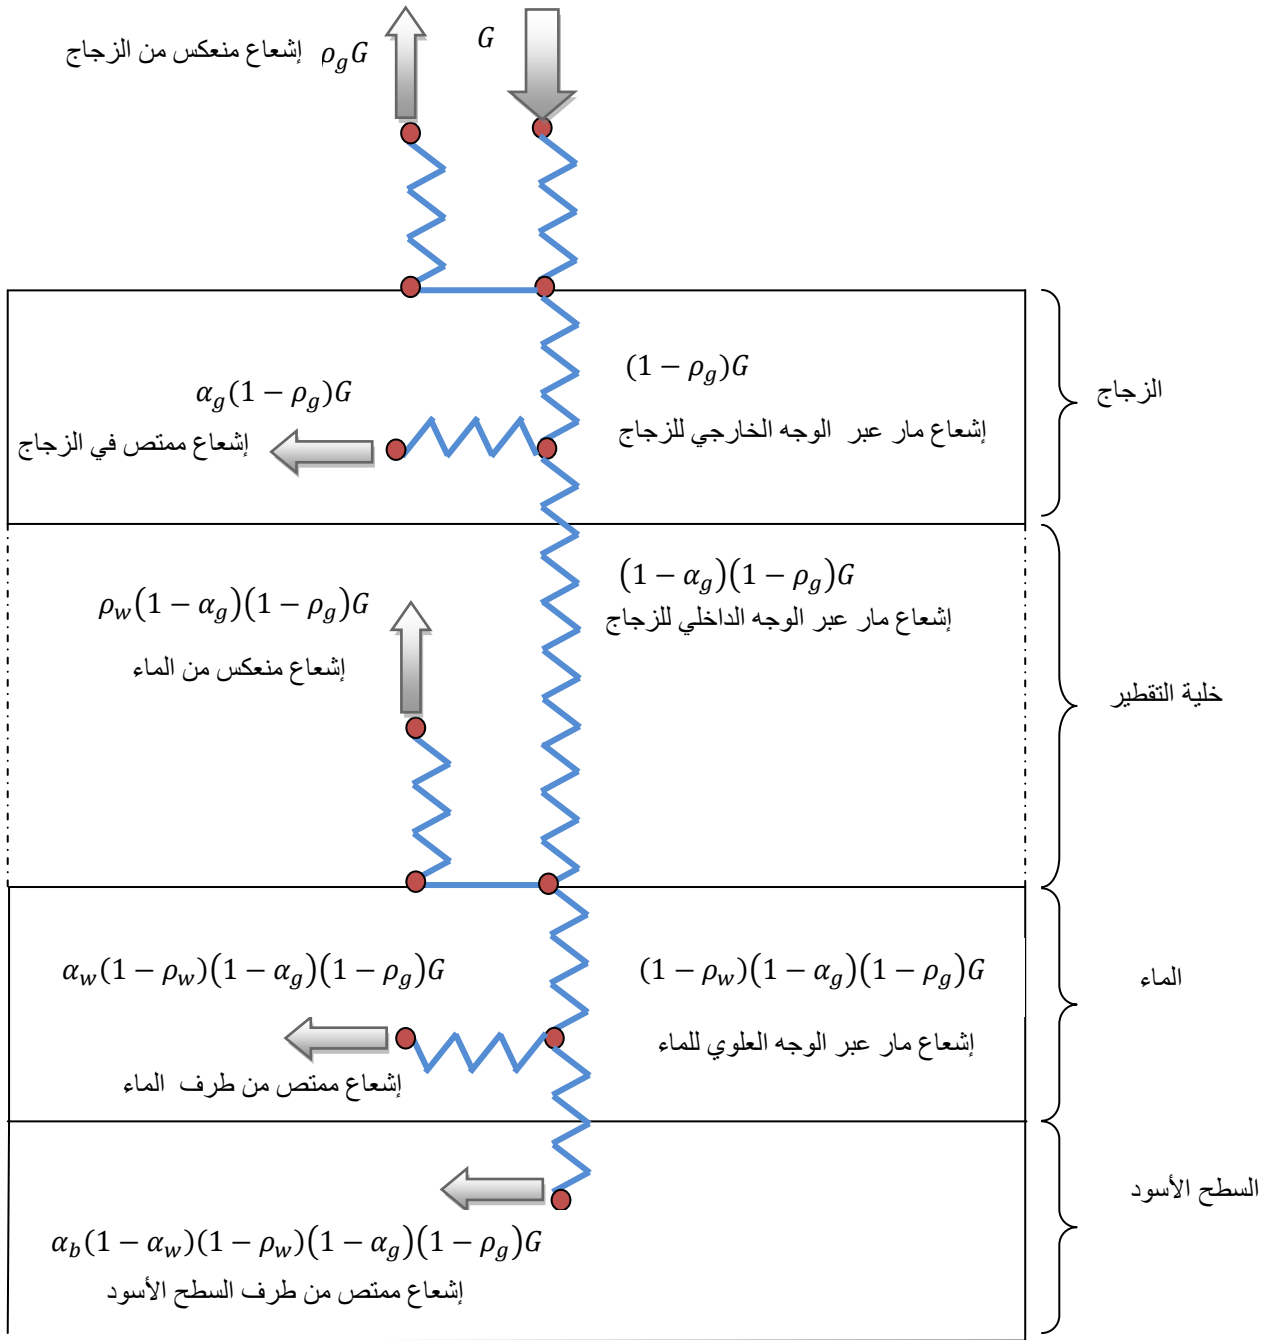 G
إشعاع منعكس من الزجاج ρ_g G
(1 − ρ_g)G
إشعاع مار عبر الوجه الخارجي للزجاج
α_g(1 − ρ_g)G
إشعاع ممتص في الزجاج
الزجاج
(1 − α_g)(1 − ρ_g)G
إشعاع مار عبر الوجه الداخلي للزجاج
ρ_w(1 − α_g)(1 − ρ_g)G
إشعاع منعكس من الماء
خلية التقطير
(1 − ρ_w)(1 − α_g)(1 − ρ_g)G
إشعاع مار عبر الوجه العلوي للماء
α_w(1 − ρ_w)(1 − α_g)(1 − ρ_g)G
إشعاع ممتص من طرف الماء
الماء
السطح الأسود
α_b(1 − α_w)(1 − ρ_w)(1 − α_g)(1 − ρ_g)G
إشعاع ممتص من طرف السطح الأسود